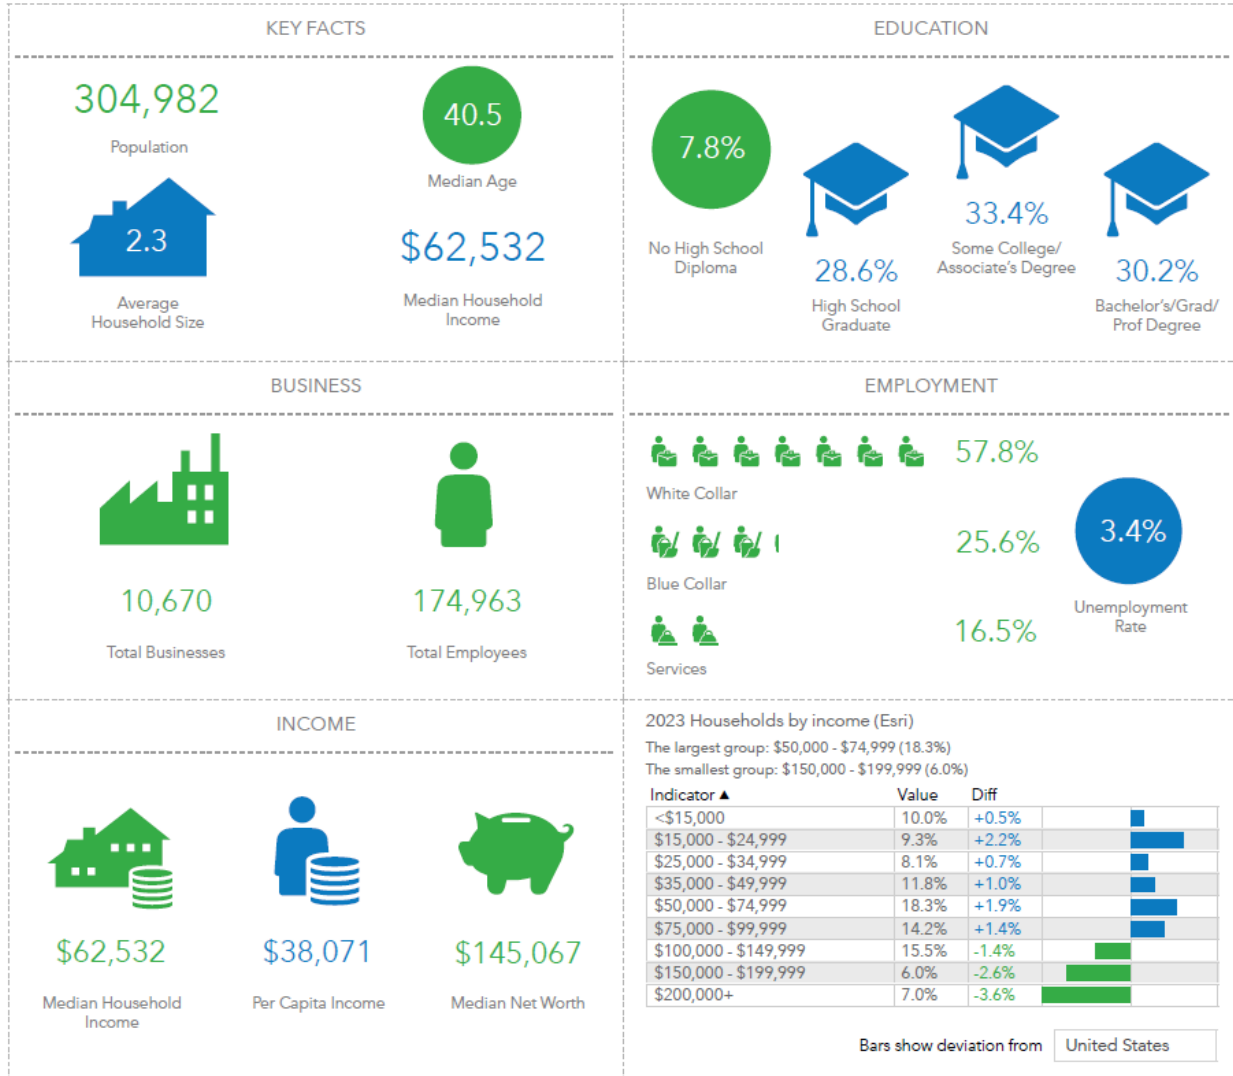 KEY FACTS
304,982
Population
40.5
Median Age
2.3
Average
Household Size
$62,532
Median Household
Income
EDUCATION
7.8%
No High School
Diploma
28.6%
High School
Graduate
33.4%
Some College/
Associate's Degree
30.2%
Bachelor's/Grad/
Prof Degree
BUSINESS
10,670
Total Businesses
174,963
Total Employees
EMPLOYMENT
57.8%
White Collar
25.6%
Blue Collar
16.5%
Services
3.4%
Unemployment
Rate
INCOME
$62,532
Median Household
Income
$38,071
Per Capita Income
$145,067
Median Net Worth
2023 Households by income (Esri)
The largest group: $50,000 - $74,999 (18.3%)
The smallest group: $150,000 - $199,999 (6.0%)
Indicator ▲ Value Diff
<$15,000 10.0% +0.5%
$15,000 - $24,999 9.3% +2.2%
$25,000 - $34,999 8.1% +0.7%
$35,000 - $49,999 11.8% +1.0%
$50,000 - $74,999 18.3% +1.9%
$75,000 - $99,999 14.2% +1.4%
$100,000 - $149,999 15.5% -1.4%
$150,000 - $199,999 6.0% -2.6%
$200,000+ 7.0% -3.6%
Bars show deviation from United States